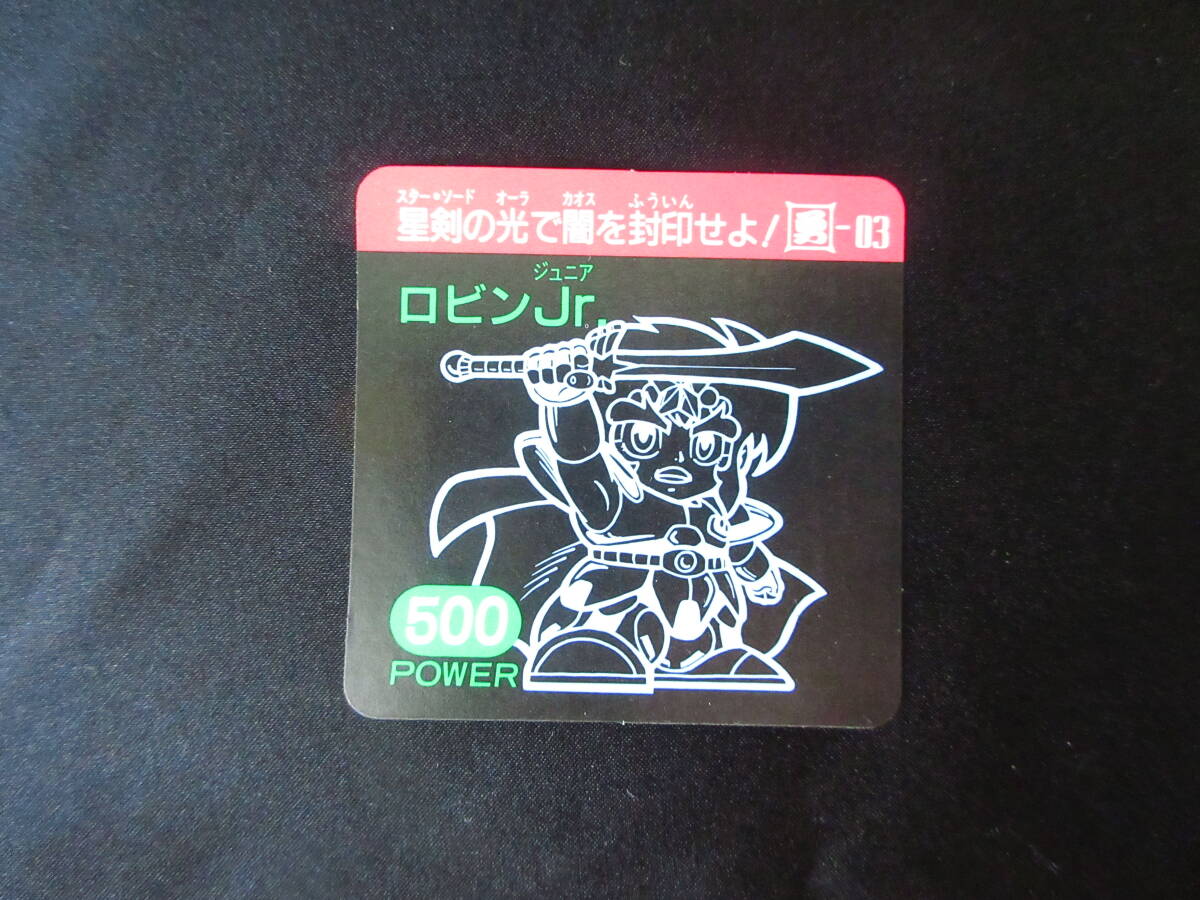 スター・ソード オーラ カオス ふういん
星剣の光で闇を封印せよ! 勇-03
ジュニア
ロビンJr.
500
POWER